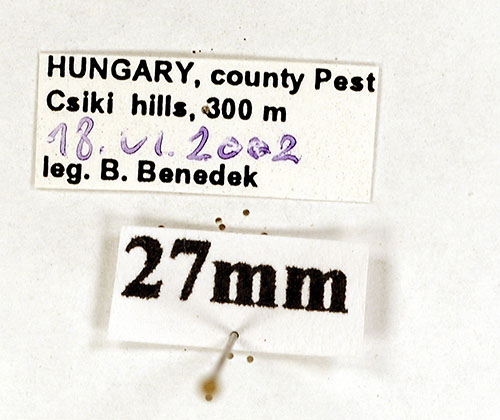 HUNGARY, county Pest
Csiki hills, 300 m
18. VI. 2002
leg. B. Benedek
27mm